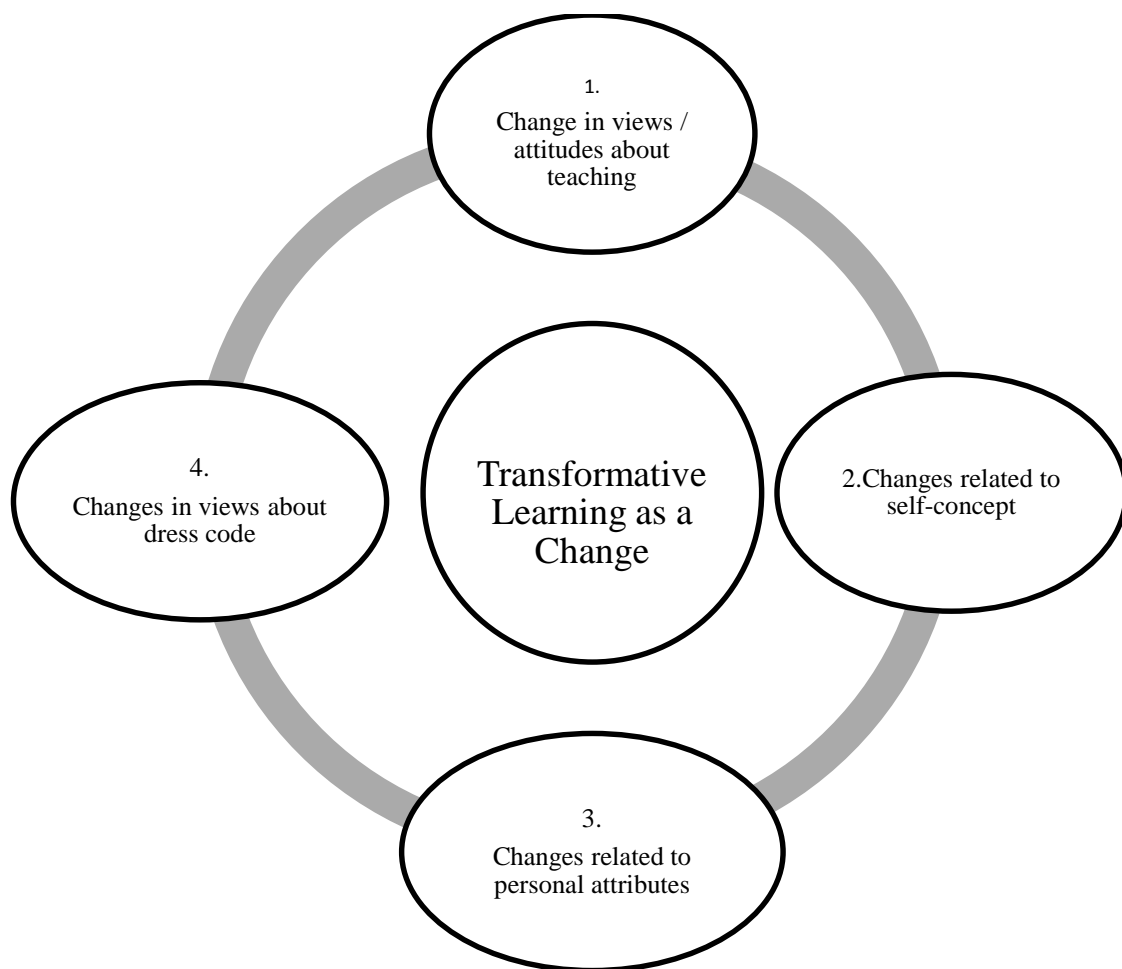 1.
Change in views /
attitudes about
teaching
Transformative
Learning as a
Change
2.Changes related to
self-concept
3.
Changes related to
personal attributes
4.
Changes in views about
dress code